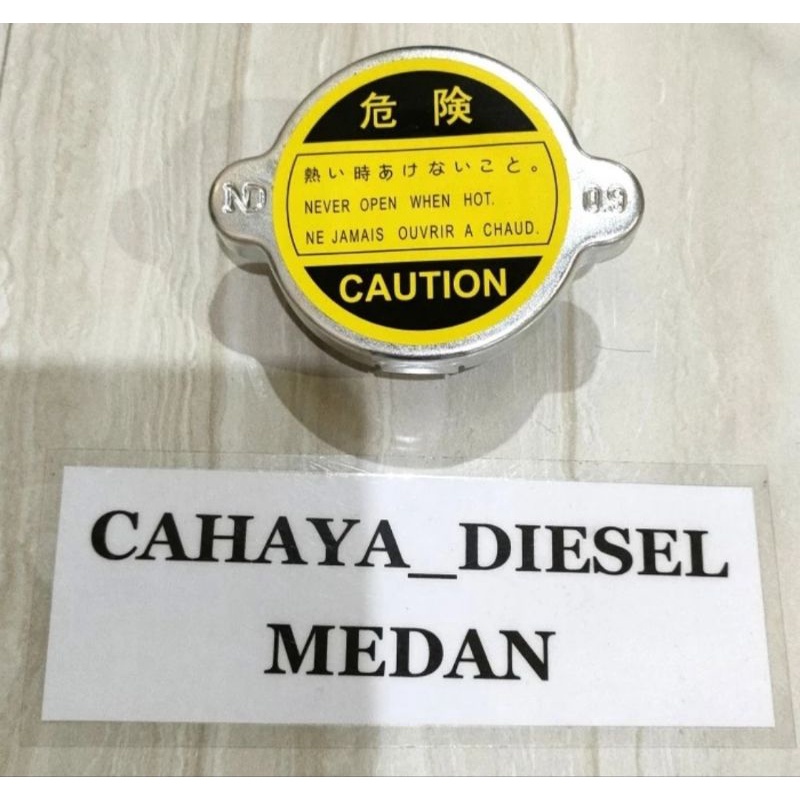 危険
熱い時あけないこと。
ND
0.9
NEVER OPEN WHEN HOT.
NE JAMAIS OUVRIR A CHAUD.
CAUTION
CAHAYA_DIESEL
MEDAN